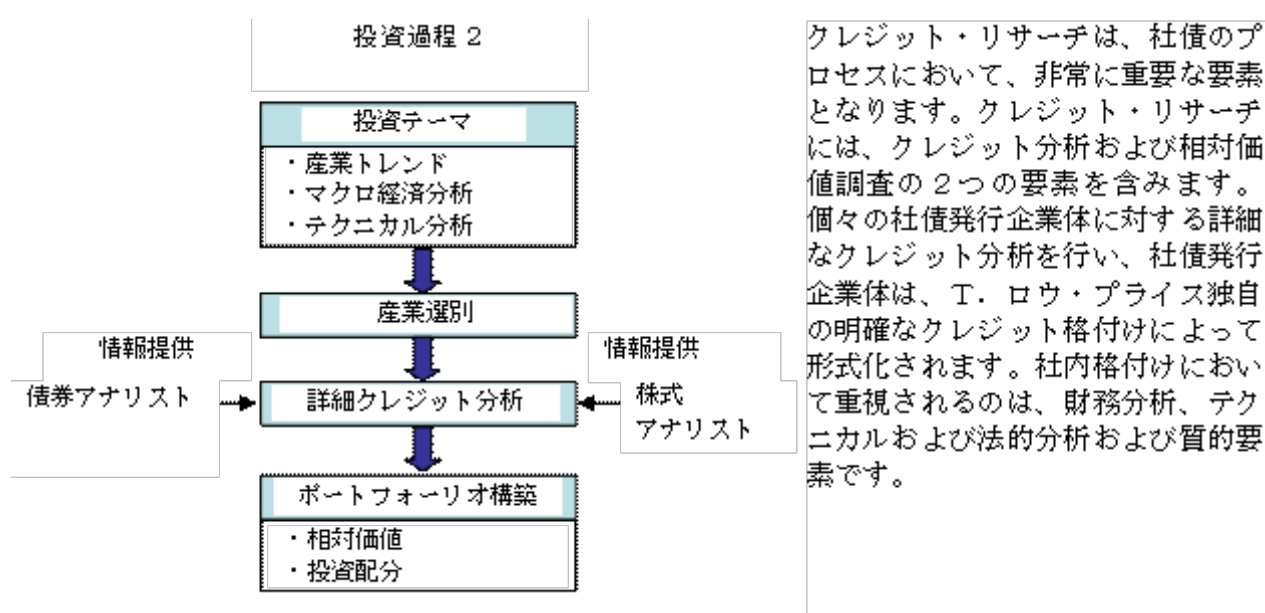 投資過程 2
投資テーマ
・産業トレンド
・マクロ経済分析
・テクニカル分析
産業選別
情報提供
債券アナリスト
詳細クレジット分析
情報提供
株式
アナリスト
ポートフォーリオ構築
・相対価値
・投資配分
クレジット・リサーチは、社債のプ
ロセスにおいて、非常に重要な要素
となります。クレジット・リサーチ
には、クレジット分析および相対価
値調査の2つの要素を含みます。
個々の社債発行企業体に対する詳細
なクレジット分析を行い、社債発行
企業体は、T. ロウ・プライス独自
の明確なクレジット格付けによって
形式化されます。社内格付けにおい
て重視されるのは、財務分析、テク
ニカルおよび法的分析および質的要
素です。